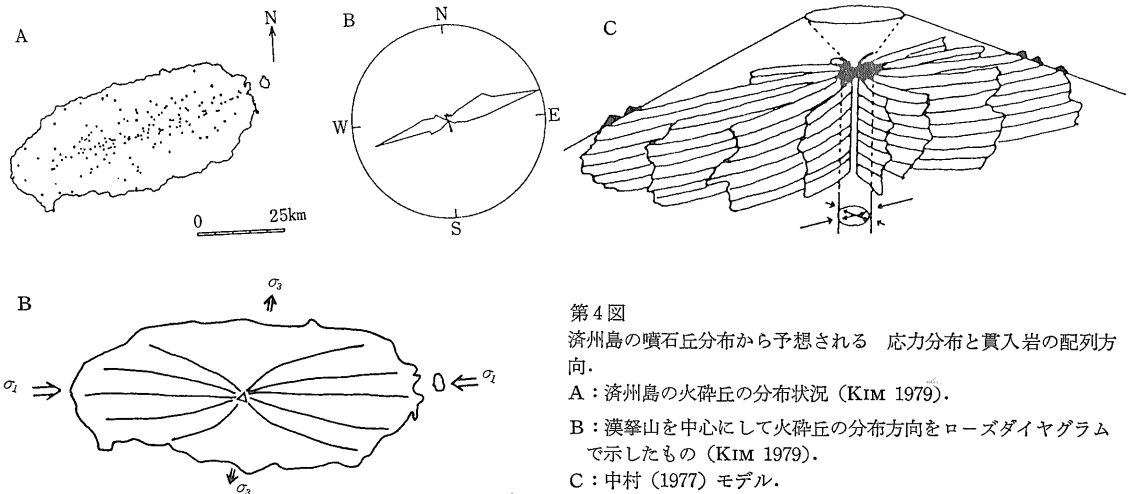 A
N
0 25km
B
N
W
E
S
C
B
σ3
σ1
σ1
σ3
第4図
済州島の噴石丘分布から予想される 応力分布と貫入岩の配列方
向.
A:済州島の火砕丘の分布状況 (KIM 1979).
B:漢拏山を中心にして火砕丘の分布方向をローズダイヤグラム
で示したもの (KIM 1979).
C:中村 (1977) モデル.